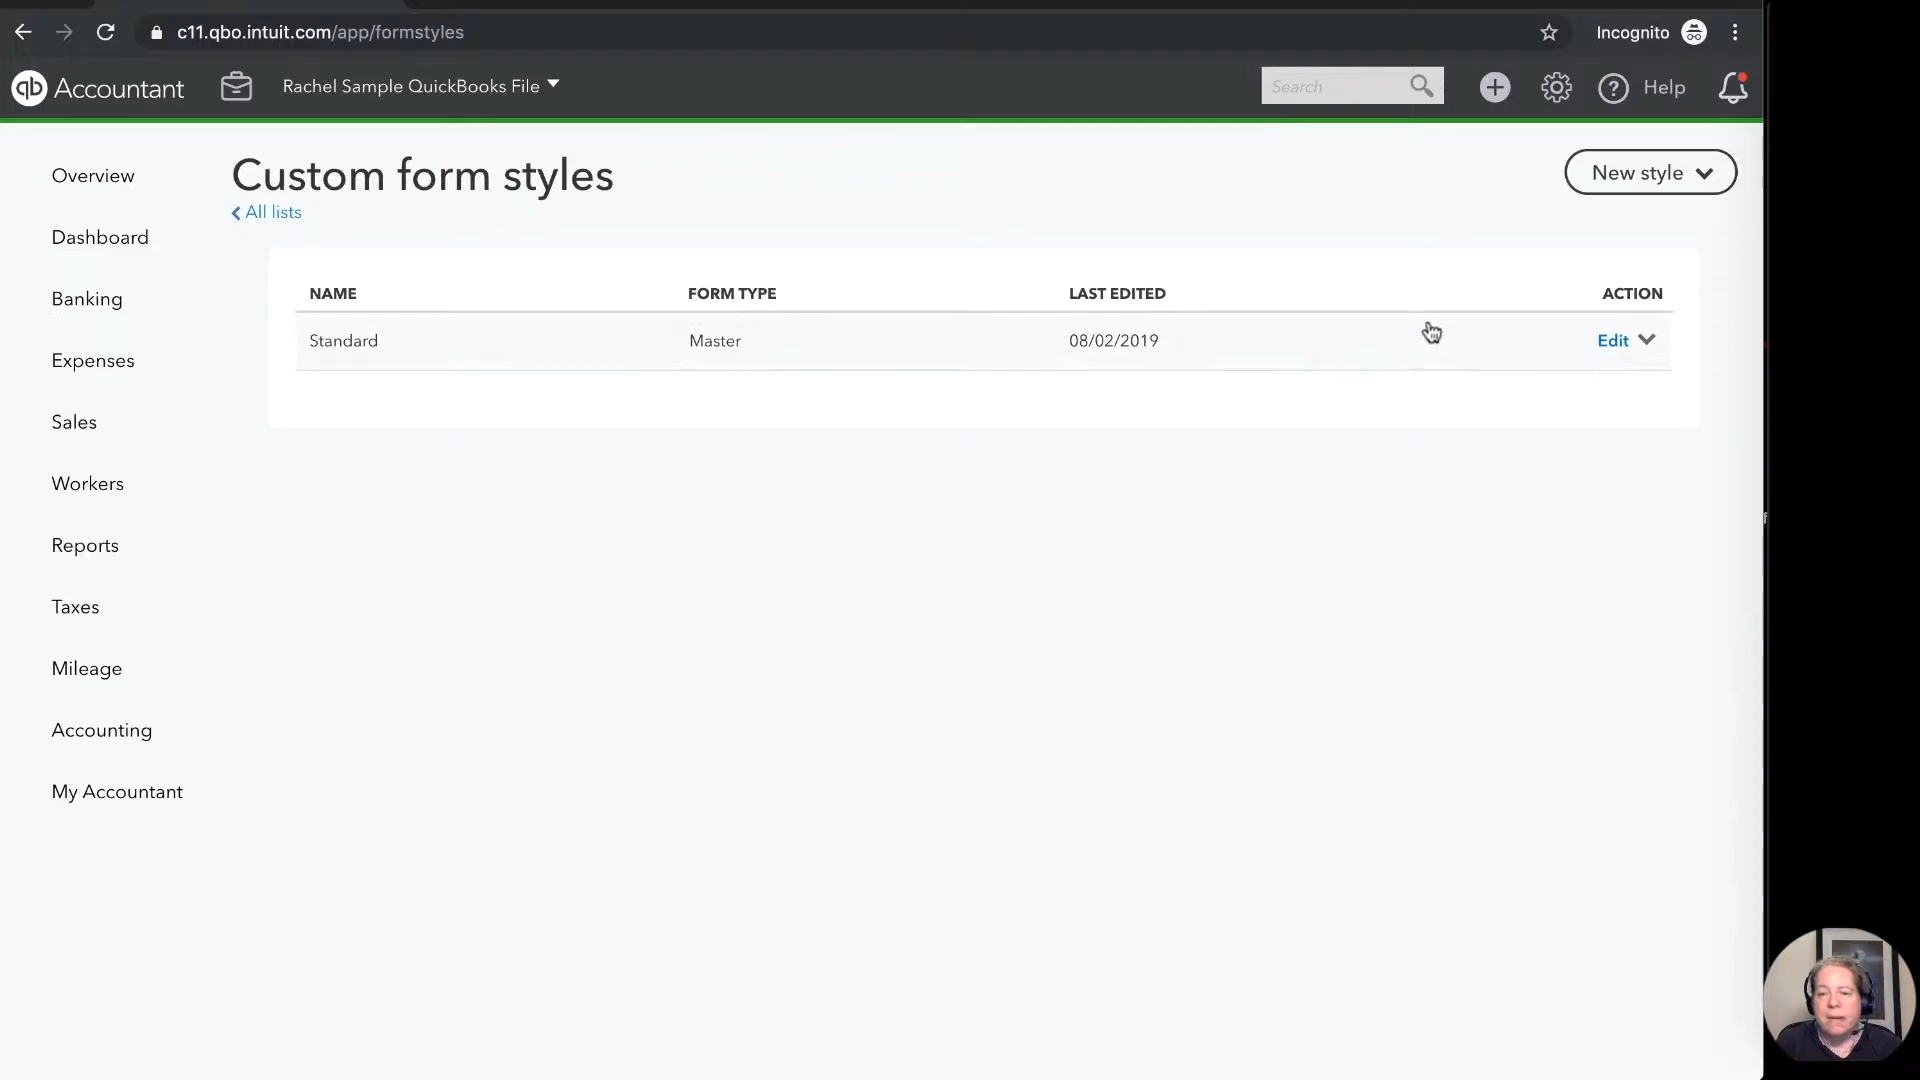 c11.qbo.intuit.com/app/formstyles
Incognito
qb Accountant
Rachel Sample QuickBooks File
Search
Help
Overview
Dashboard
Banking
Expenses
Sales
Workers
Reports
Taxes
Mileage
Accounting
My Accountant
Custom form styles
All lists
New style
NAME FORM TYPE LAST EDITED ACTION
Standard Master 08/02/2019 Edit